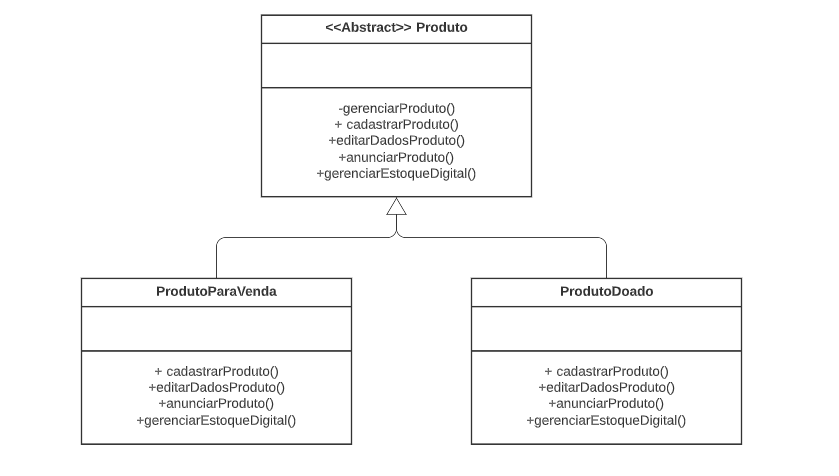 <<Abstract>> Produto
-gerenciarProduto()
+ cadastrarProduto()
+editarDadosProduto()
+anunciarProduto()
+gerenciarEstoqueDigital()
ProdutoParaVenda
+ cadastrarProduto()
+editarDadosProduto()
+anunciarProduto()
+gerenciarEstoqueDigital()
ProdutoDoado
+ cadastrarProduto()
+editarDadosProduto()
+anunciarProduto()
+gerenciarEstoqueDigital()